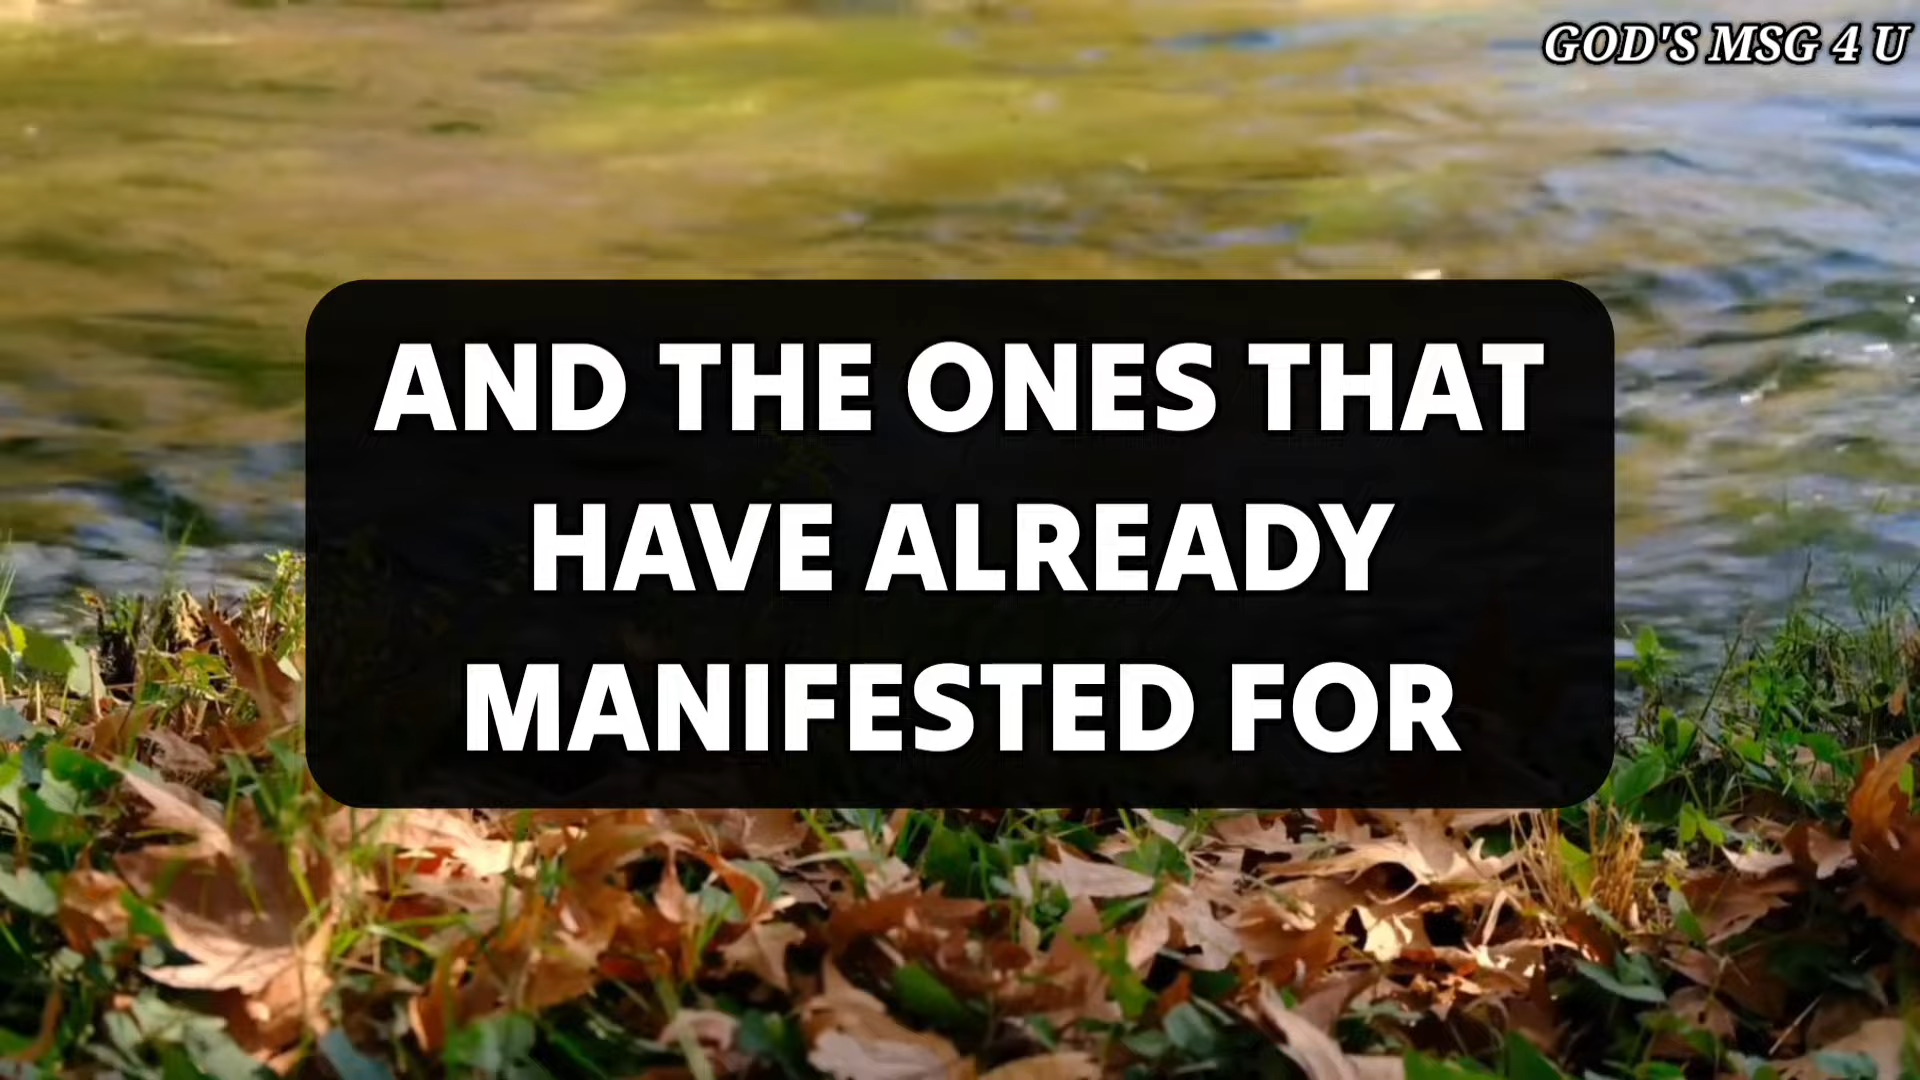 GOD'S MSG 4 U
AND THE ONES THAT
HAVE ALREADY
MANIFESTED FOR